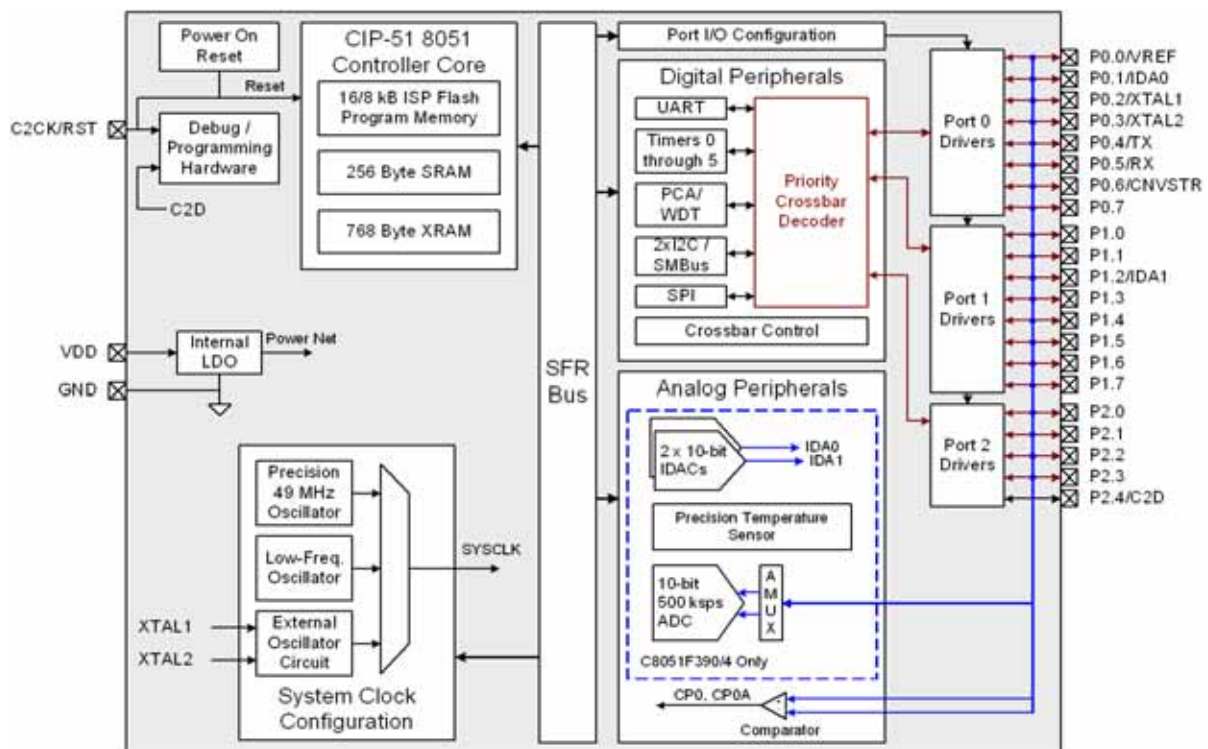 Power On
Reset
Reset
C2CK/RST
Debug /
Programming
Hardware
C2D
CIP-51 8051
Controller Core
16/8 kB ISP Flash
Program Memory
256 Byte SRAM
768 Byte XRAM
VDD
GND
Internal
LDO
Power Net
Precision
49 MHz
Oscillator
Low-Freq.
Oscillator
External
Oscillator
Circuit
XTAL1
XTAL2
SYSCLK
System Clock
Configuration
SFR
Bus
Port I/O Configuration
Digital Peripherals
UART
Timers 0
through 5
PCA/
WDT
2xI2C /
SMBus
SPI
Priority
Crossbar
Decoder
Crossbar Control
Analog Peripherals
2 x 10-bit
IDACs
IDA0
IDA1
Precision Temperature
Sensor
10-bit
500 ksps
ADC
A
M
U
X
C8051F390/4 Only
CP0, CP0A
+
-
Comparator
Port 0
Drivers
Port 1
Drivers
Port 2
Drivers
P0.0/VREF
P0.1/IDA0
P0.2/XTAL1
P0.3/XTAL2
P0.4/TX
P0.5/RX
P0.6/CNVSTR
P0.7
P1.0
P1.1
P1.2/IDA1
P1.3
P1.4
P1.5
P1.6
P1.7
P2.0
P2.1
P2.2
P2.3
P2.4/C2D